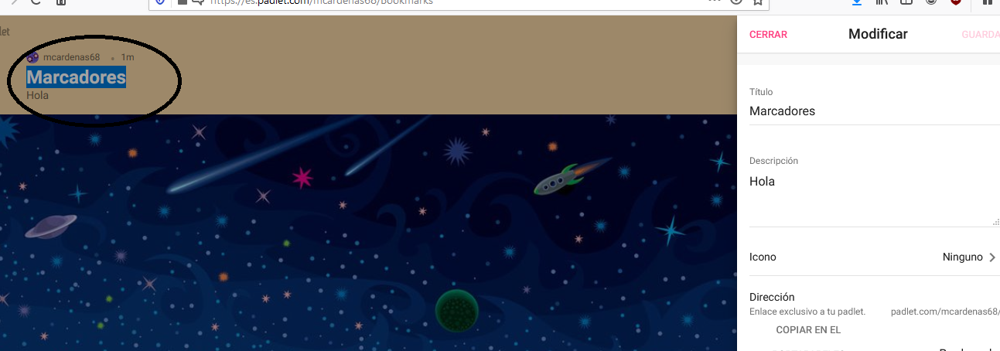 https://es.padlet.com/mcardenas68/bookmarks
mcardenas68 • 1m
Marcadores
Hola
CERRAR
Modificar
GUARDA
Título
Marcadores
Descripción
Hola
Icono
Ninguno >
Dirección
Enlace exclusivo a tu padlet.
padlet.com/mcardenas68/
COPIAR EN EL